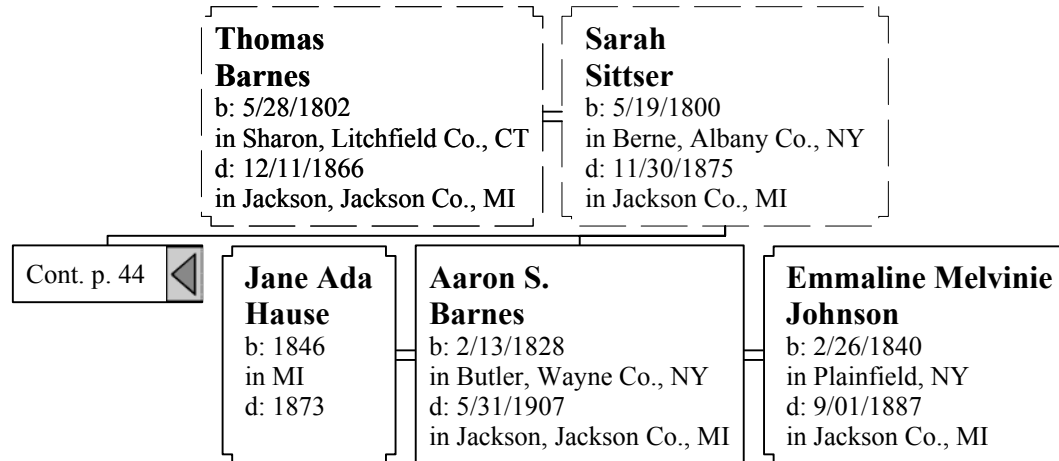 Thomas
Barnes
b: 5/28/1802
in Sharon, Litchfield Co., CT
d: 12/11/1866
in Jackson, Jackson Co., MI
Sarah
Sittser
b: 5/19/1800
in Berne, Albany Co., NY
d: 11/30/1875
in Jackson Co., MI
Cont. p. 44
Jane Ada
Hause
b: 1846
in MI
d: 1873
Aaron S.
Barnes
b: 2/13/1828
in Butler, Wayne Co., NY
d: 5/31/1907
in Jackson, Jackson Co., MI
Emmaline Melvinie
Johnson
b: 2/26/1840
in Plainfield, NY
d: 9/01/1887
in Jackson Co., MI